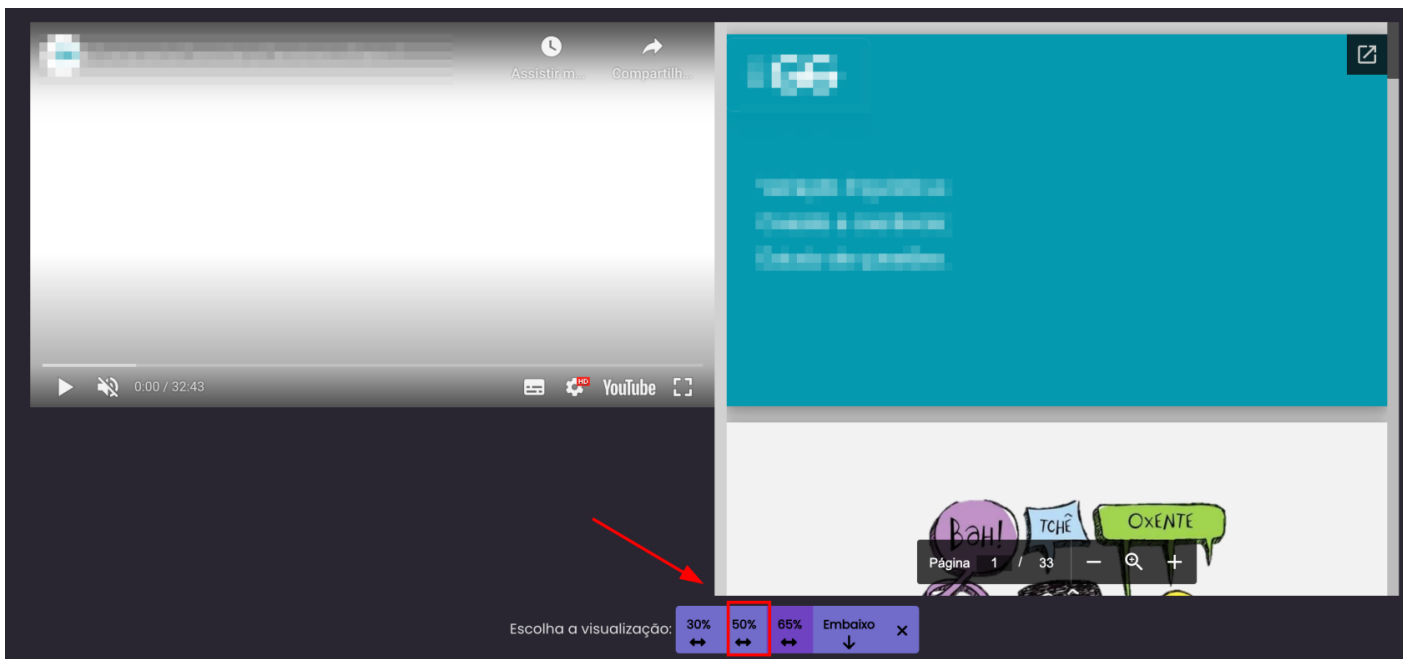 Assistir m...
Compartilh...
0:00 / 32:43
HD
YouTube
BaH!
TCHÊ
OXENTE
Página 1 / 33
Escolha a visualização:
30%
50%
65%
Embaixo